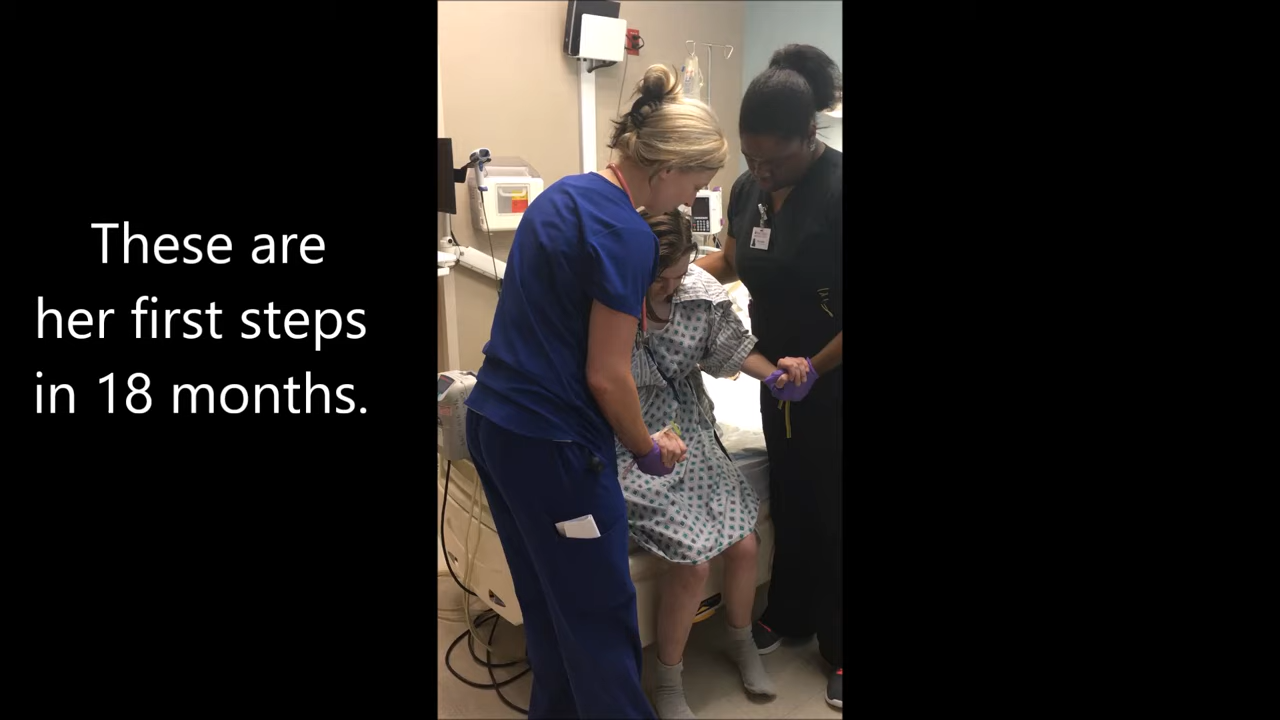 These are
her first steps
in 18 months.